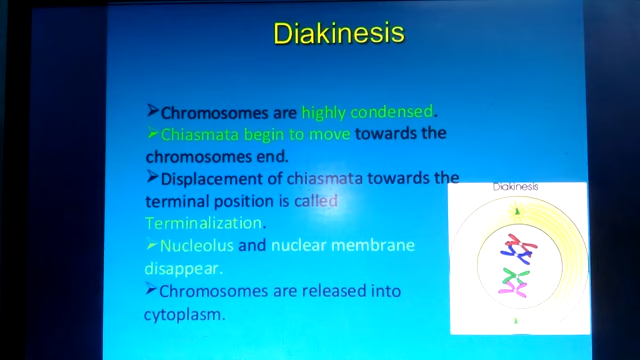 Diakinesis
➢Chromosomes are highly condensed.
➢Chiasmata begin to move towards the
chromosomes end.
➢Displacement of chiasmata towards the
terminal position is called
Terminalization.
➢Nucleolus and nuclear membrane
disappear.
➢Chromosomes are released into
cytoplasm.
Diakinesis